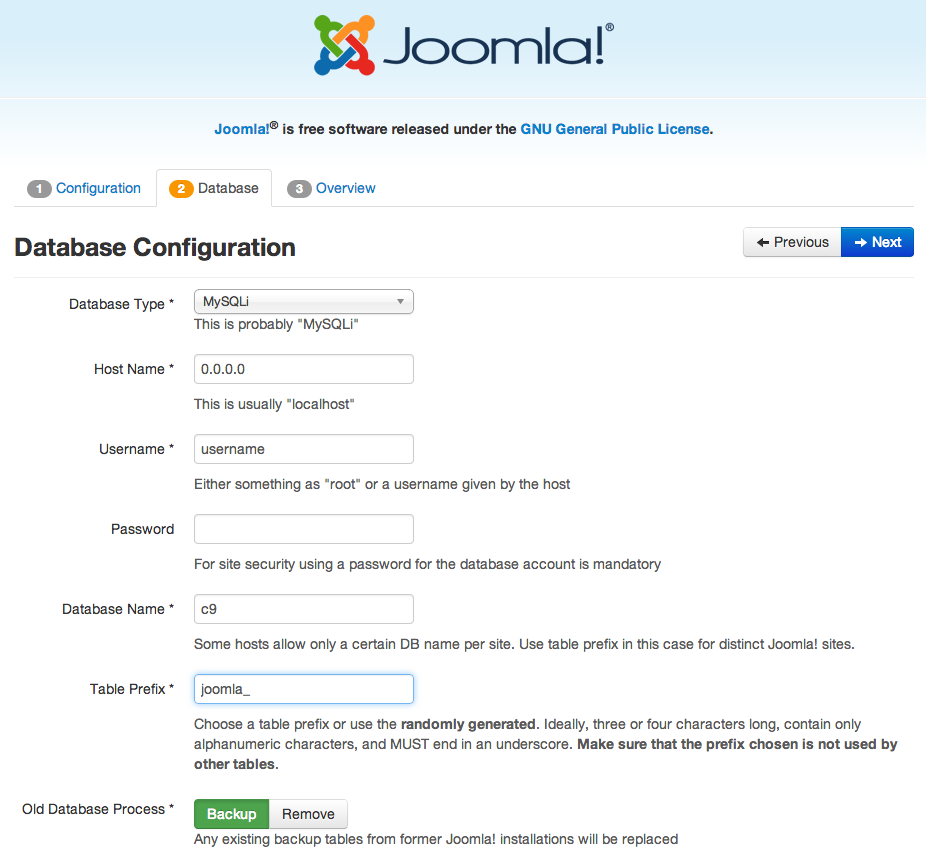 Joomla!®
Joomla!® is free software released under the GNU General Public License.
1 Configuration 2 Database 3 Overview
Database Configuration
Previous Next
Database Type *
MySQLi
This is probably "MySQLi"
Host Name *
0.0.0.0
This is usually "localhost"
Username *
username
Either something as "root" or a username given by the host
Password
For site security using a password for the database account is mandatory
Database Name *
c9
Some hosts allow only a certain DB name per site. Use table prefix in this case for distinct Joomla! sites.
Table Prefix *
joomla_
Choose a table prefix or use the randomly generated. Ideally, three or four characters long, contain only
alphanumeric characters, and MUST end in an underscore. Make sure that the prefix chosen is not used by
other tables.
Old Database Process *
Backup Remove
Any existing backup tables from former Joomla! installations will be replaced